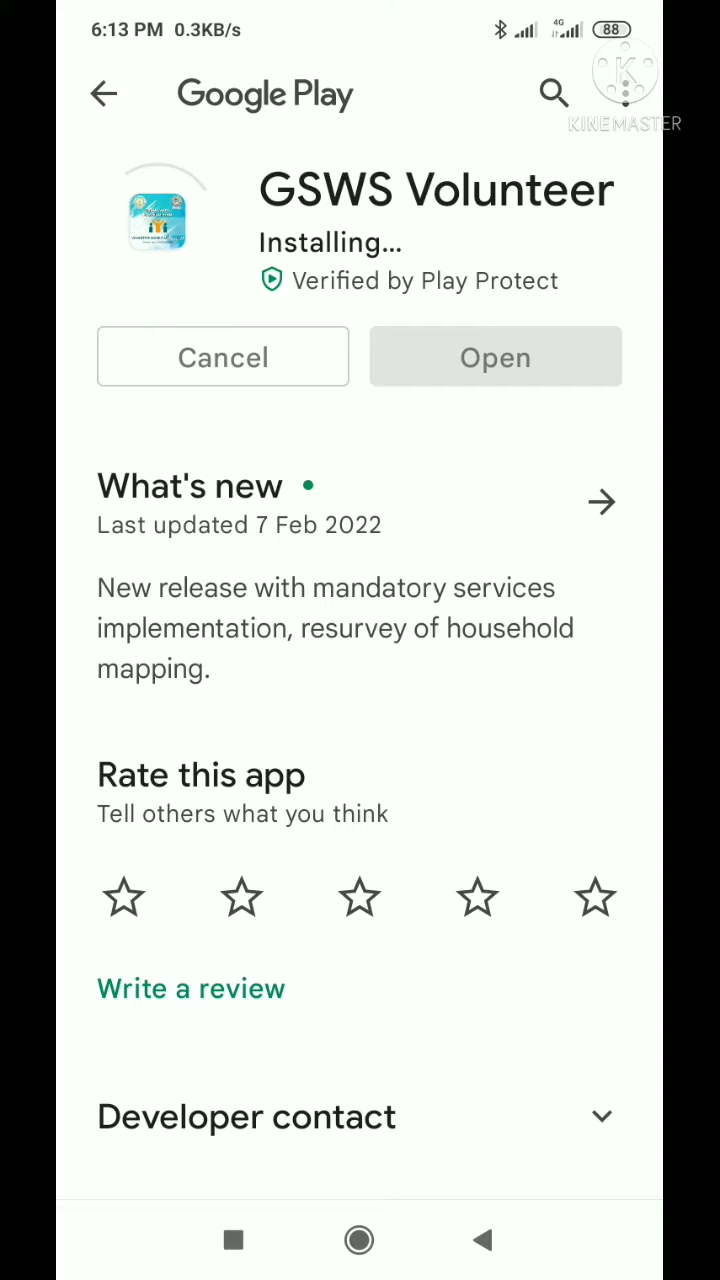 6:13 PM 0.3KB/s 4G 88
Google Play
KINEMASTER
GSWS Volunteer
Installing...
Verified by Play Protect
Cancel
Open
What's new
Last updated 7 Feb 2022
New release with mandatory services
implementation, resurvey of household
mapping.
Rate this app
Tell others what you think
Write a review
Developer contact